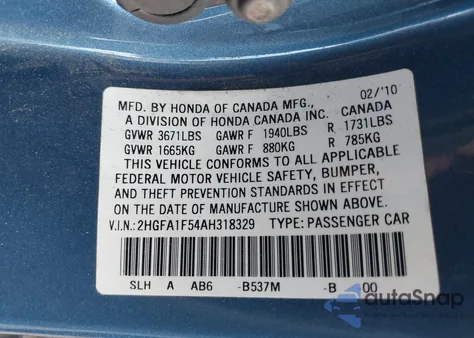 02/'10
MFD. BY HONDA OF CANADA MFG.,
A DIVISION OF HONDA CANADA INC. CANADA
GVWR 3671LBS GAWR F 1940LBS R 1731LBS
GVWR 1665KG GAWR F 880KG R 785KG
THIS VEHICLE CONFORMS TO ALL APPLICABLE
FEDERAL MOTOR VEHICLE SAFETY, BUMPER,
AND THEFT PREVENTION STANDARDS IN EFFECT
ON THE DATE OF MANUFACTURE SHOWN ABOVE.
V.I.N.:2HGFA1F54AH318329 TYPE: PASSENGER CAR
SLH A AB6 -B537M -B 00
autoSnap